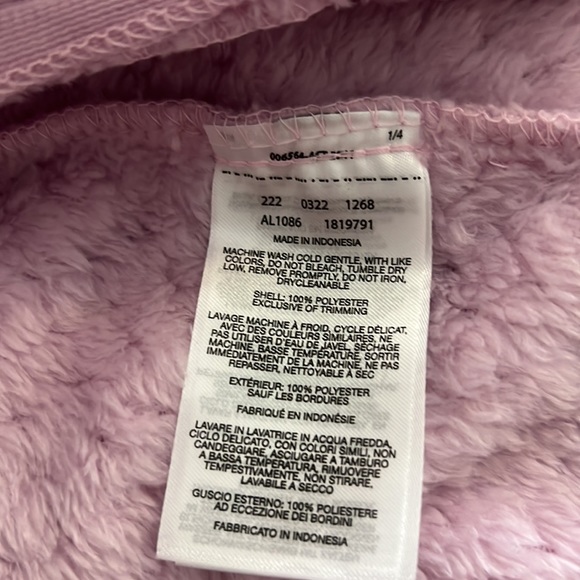 1/4
222 0322 1268
AL1086 1819791
MADE IN INDONESIA
MACHINE WASH COLD GENTLE, WITH LIKE
COLORS, DO NOT BLEACH, TUMBLE DRY
LOW, REMOVE PROMPTLY, DO NOT IRON,
DRYCLEANABLE
SHELL: 100% POLYESTER
EXCLUSIVE OF TRIMMING
LAVAGE MACHINE À FROID, CYCLE DÉLICAT,
AVEC DES COULEURS SIMILAIRES, NE
PAS UTILISER D'EAU DE JAVEL, SÉCHAGE
MACHINE, BASSE TEMPÉRATURE, SORTIR
IMMÉDIATEMENT DE LA MACHINE, NE PAS
REPASSER, NETTOYABLE À SEC
EXTÉRIEUR: 100% POLYESTER
SAUF LES BORDURES
FABRIQUÉ EN INDONÉSIE
LAVARE IN LAVATRICE IN ACQUA FREDDA,
CICLO DELICATO, CON COLORI SIMILI, NON
CANDEGGIARE, ASCIUGARE A TAMBURO
A BASSA TEMPERATURA, RIMUOVERE
TEMPESTIVAMENTE, NON STIRARE,
LAVABILE A SECCO
GUSCIO ESTERNO: 100% POLIESTERE
AD ECCEZIONE DEI BORDINI
FABBRICATO IN INDONESIA